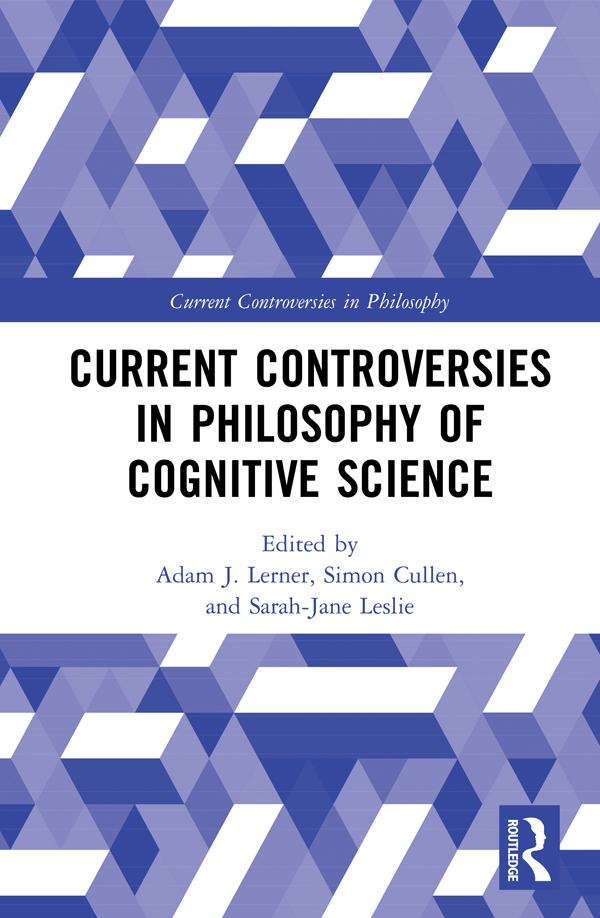 Current Controversies in Philosophy
CURRENT CONTROVERSIES
IN PHILOSOPHY OF
COGNITIVE SCIENCE
Edited by
Adam J. Lerner, Simon Cullen,
and Sarah-Jane Leslie
ROUTLEDGE